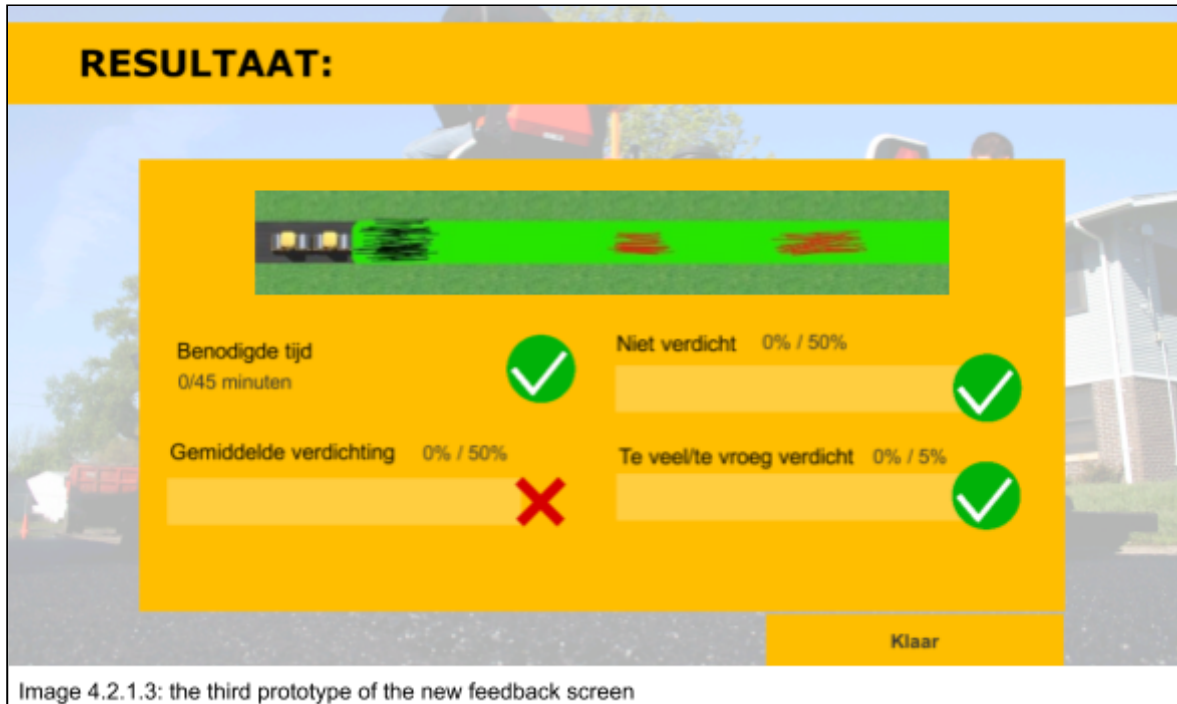 RESULTAAT:
Benodigde tijd
0/45 minuten
Niet verdicht 0% / 50%
Gemiddelde verdichting 0% / 50%
Te veel/te vroeg verdicht 0% / 5%
Klaar
Image 4.2.1.3: the third prototype of the new feedback screen